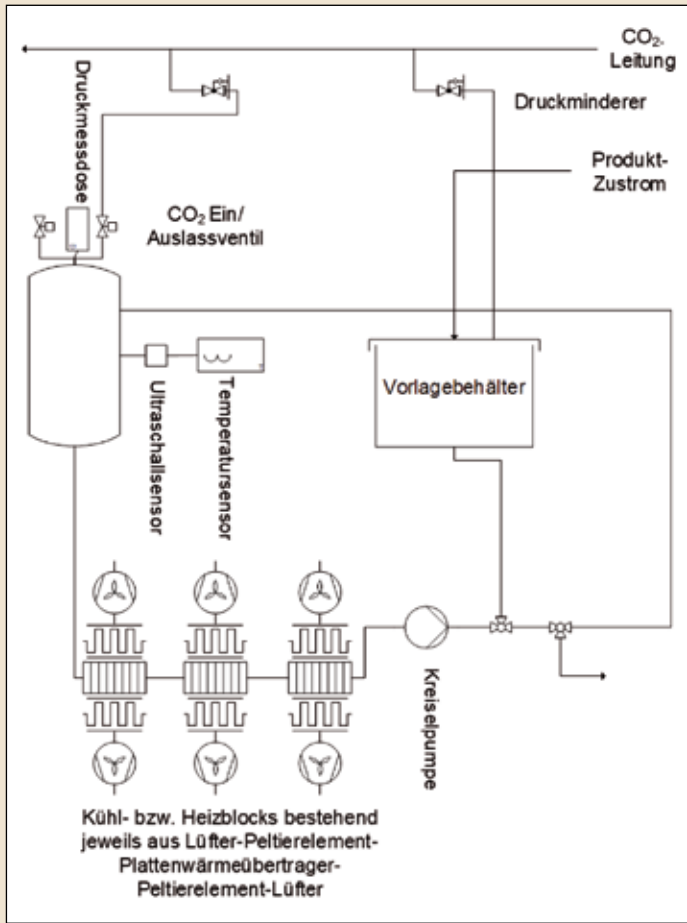 CO₂-
Leitung
Druckminderer
Druckmessdose
Produkt-
Zustrom
CO₂ Ein/
Auslassventil
Vorlagebehälter
Ultraschallsensor
Temperatursensor
Kreiselpumpe
Kühl- bzw. Heizblocks bestehend
jeweils aus Lüfter-Peltierelement-
Plattenwärmeübertrager-
Peltierelement-Lüfter